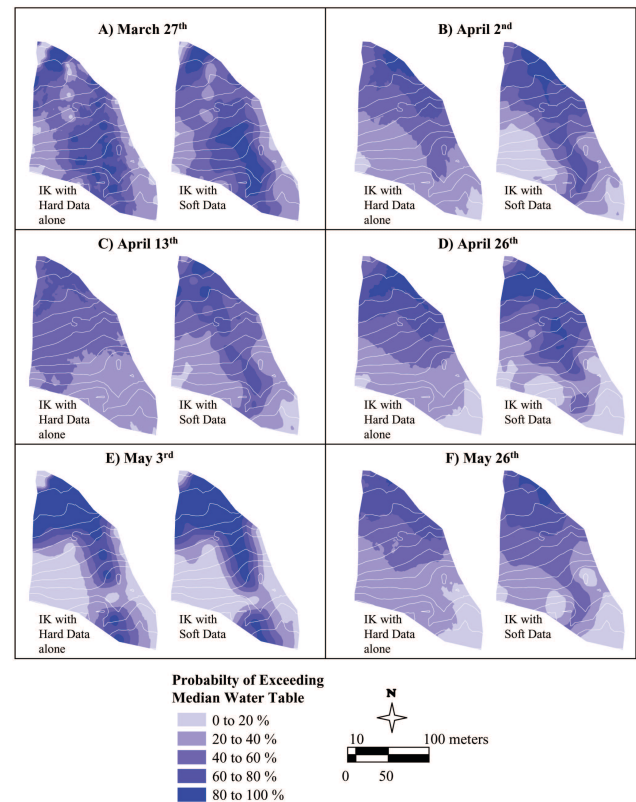 A) March 27th
IK with
Hard Data
alone
IK with
Soft Data
B) April 2nd
IK with
Hard Data
alone
IK with
Soft Data
C) April 13th
IK with
Hard Data
alone
IK with
Soft Data
D) April 26th
IK with
Hard Data
alone
IK with
Soft Data
E) May 3rd
IK with
Hard Data
alone
IK with
Soft Data
F) May 26th
IK with
Hard Data
alone
IK with
Soft Data
Probabilty of Exceeding
Median Water Table
0 to 20 %
20 to 40 %
40 to 60 %
60 to 80 %
80 to 100 %
N
10 100 meters
0 50